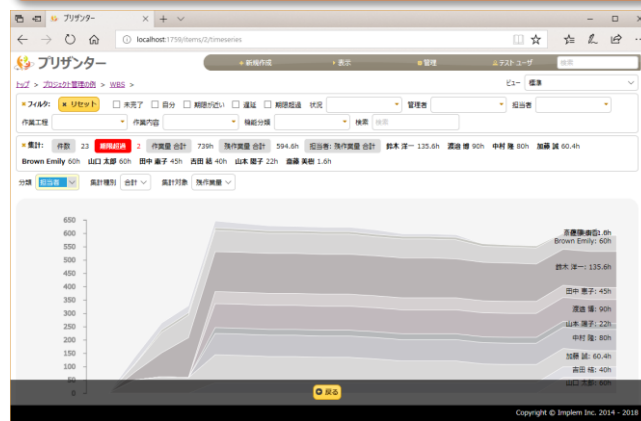 プリザンター
localhost:1759/items/2/timeseries
プリザンター
新規作成
表示
管理
テストユーザ
検索
トップ > プロジェクト管理の例 > WBS >
ビュー 標準
フィルタ: リセット 未完了 自分 期限が近い 遅延 期限超過 状況 管理者 担当者
作業工程 作業内容 機能分類 検索 検索
集計: 件数 23 期限超過 2 作業量 合計 739h 残作業量 合計 594.6h 担当者: 残作業量 合計 鈴木 洋一 135.6h 渡邉 博 90h 中村 隆 80h 加藤 誠 60.4h
Brown Emily 60h 山口 太郎 60h 田中 恵子 45h 吉田 結 40h 山本 陽子 22h 斎藤 美樹 1.6h
分類 担当者 集計種別 合計 集計対象 残作業量
650
600
550
500
450
400
350
300
250
200
150
100
50
0
Brown Emily: 60h
鈴木 洋一: 135.6h
田中 恵子: 45h
渡邉 博: 90h
山本 陽子: 22h
中村 隆: 80h
加藤 誠: 60.4h
吉田 結: 40h
山口 太郎: 60h
戻る
Copyright © Implem Inc. 2014 - 2018